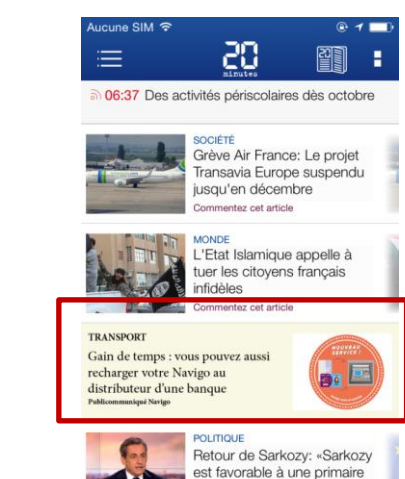 Aucune SIM
20
minutes
20
06:37 Des activités périscolaires dès octobre
SOCIÉTÉ
Grève Air France: Le projet
Transavia Europe suspendu
jusqu'en décembre
Commentez cet article
MONDE
L'Etat Islamique appelle à
tuer les citoyens français
infidèles
Commentez cet article
TRANSPORT
Gain de temps : vous pouvez aussi
recharger votre Navigo au
distributeur d'une banque
Publicommuniqué Navigo
NOUVEAU
SERVICE !
POLITIQUE
Retour de Sarkozy: «Sarkozy
est favorable à une primaire